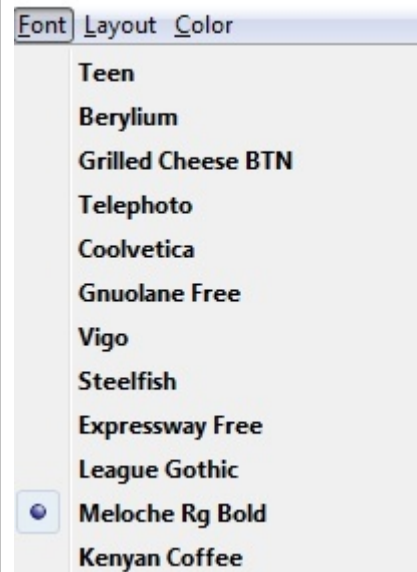 Font Layout Color
Teen
Berylium
Grilled Cheese BTN
Telephoto
Coolvetica
Gnuolane Free
Vigo
Steelfish
Expressway Free
League Gothic
Meloche Rg Bold
Kenyan Coffee